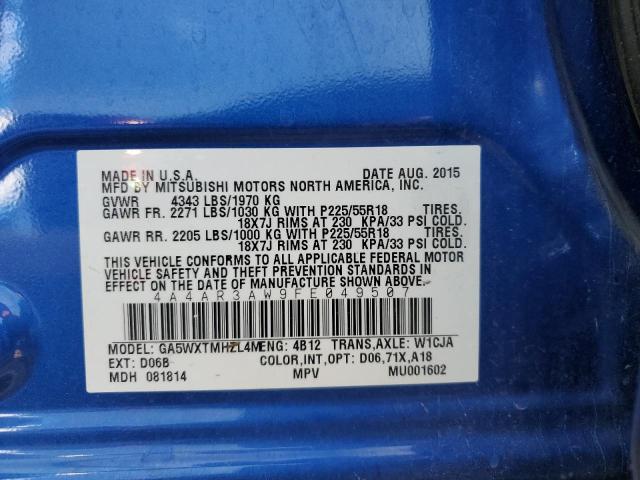 MADE IN U.S.A. DATE AUG. 2015
MFD BY MITSUBISHI MOTORS NORTH AMERICA, INC.
GVWR 4343 LBS/1970 KG
GAWR FR. 2271 LBS/1030 KG WITH P225/55R18 TIRES.
18X7J RIMS AT 230 KPA/33 PSI COLD.
GAWR RR. 2205 LBS/1000 KG WITH P225/55R18 TIRES.
18X7J RIMS AT 230 KPA/33 PSI COLD.
THIS VEHICLE CONFORMS TO ALL APPLICABLE FEDERAL MOTOR
VEHICLE SAFETY AND THEFT PREVENTION STANDARDS IN
EFFECT ON THE DATE OF MANUFACTURE SHOWN ABOVE.
4A4AR3AW9FE049507
MODEL: GA5WXTMHZL4M ENG: 4B12 TRANS,AXLE: W1CJA
EXT: D06B COLOR,INT,OPT: D06,71X,A18
MDH 081814 MPV MU001602